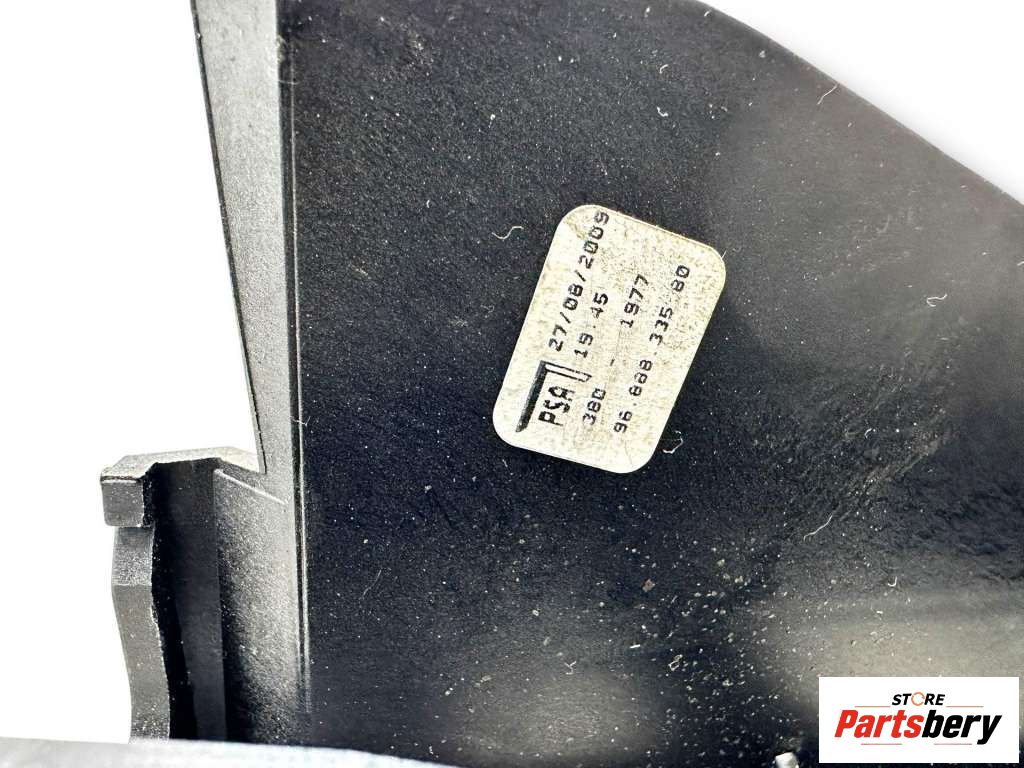 PSA
27/08/2009
19:45
380 - 1977
96.888.335.80
STORE
Partsbery